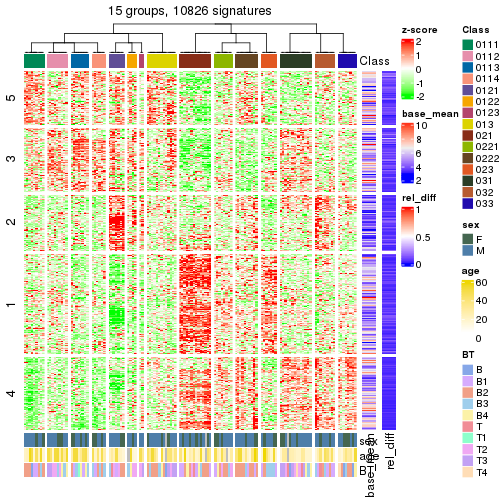 15 groups, 10826 signatures
Class
5
3
2
1
4
sex
age
BT
base_mean
rel_diff
z-score
2
1
0
-1
-2
base_mean
10
8
6
4
2
rel_diff
1
0.5
0
Class
0111
0112
0113
0114
0121
0122
0123
013
021
0221
0222
023
031
032
033
sex
F
M
age
60
40
20
0
BT
B
B1
B2
B3
B4
T
T1
T2
T3
T4